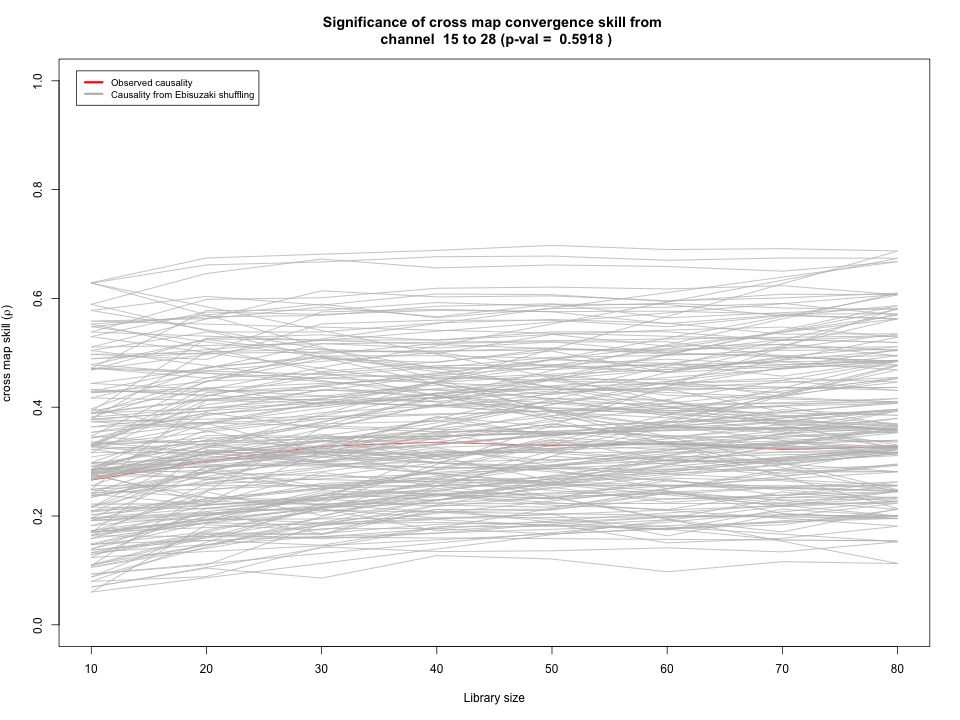 Significance of cross map convergence skill from
channel  15 to 28 (p-val =  0.5918 )
Observed causality
Causality from Ebisuzaki shuffling
cross map skill (ρ)
1.0
0.8
0.6
0.4
0.2
0.0
10 20 30 40 50 60 70 80
Library size